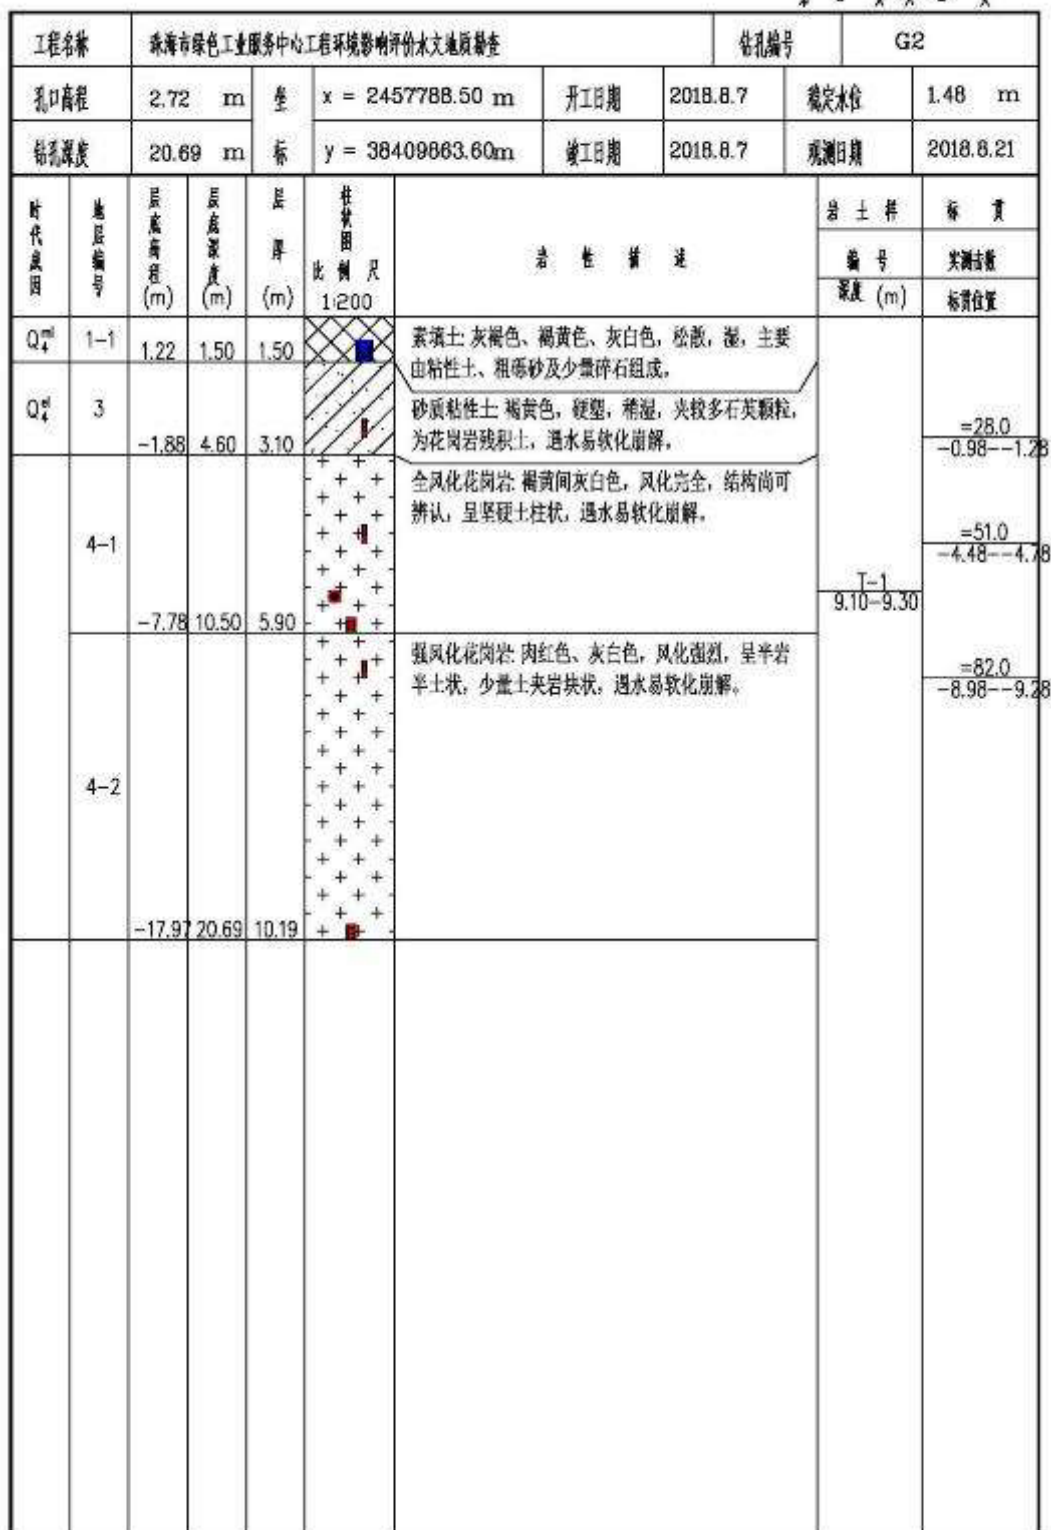 工程名称 珠海市绿色工业服务中心工程环境影响评价水文地质勘查 钻孔编号 G2
孔口高程 2.72 m 坐标 x = 2457788.50 m 开工日期 2018.8.7 稳定水位 1.48 m
钻孔深度 20.69 m y = 38409863.60m 竣工日期 2018.8.7 观测日期 2018.8.21
时代成因 地层编号 层底高程(m) 层底深度(m) 层厚(m) 柱状图 比例尺 1:200 岩性描述 岩土样 标贯
编号 实测击数
深度 (m) 标贯位置
Q₄ᵐˡ 1-1 1.22 1.50 1.50 素填土: 灰褐色、褐黄色、灰白色，松散，湿，主要
由粘性土、粗砾砂及少量碎石组成。
Q₄ᵉˡ 3 -1.88 4.60 3.10 砂质粘性土: 褐黄色，硬塑，稍湿，夹较多石英颗粒，
为花岗岩残积土，遇水易软化崩解。
=28.0
-0.98--1.28
4-1 -7.78 10.50 5.90 全风化花岗岩: 褐黄间灰白色，风化完全，结构尚可
辨认，呈坚硬土柱状，遇水易软化崩解。
=51.0
-4.48--4.78
T-1
9.10-9.30
4-2 -17.97 20.69 10.19 强风化花岗岩: 肉红色、灰白色，风化强烈，呈半岩
半土状，少量土夹岩块状，遇水易软化崩解。
=82.0
-8.98--9.28